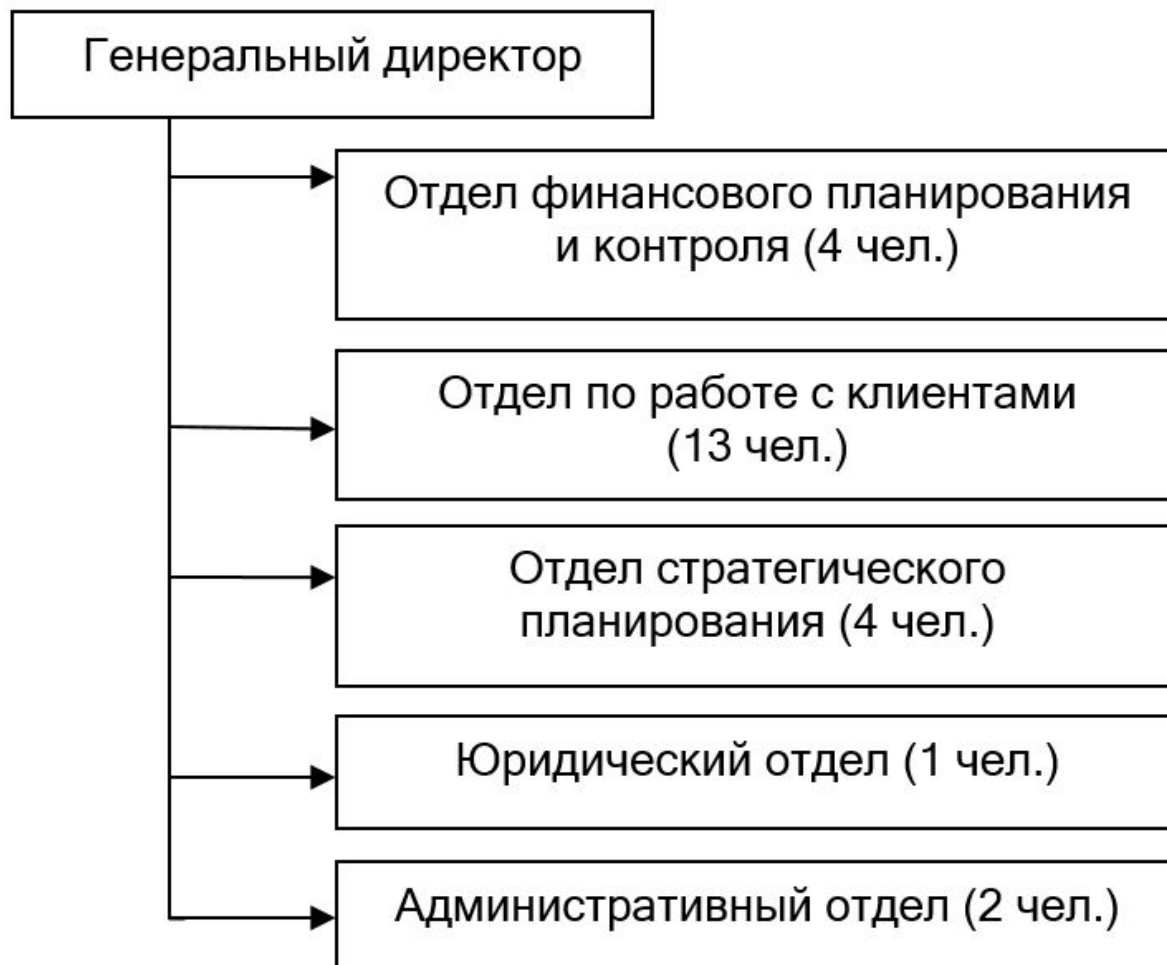 Генеральный директор
Отдел финансового планирования
и контроля (4 чел.)
Отдел по работе с клиентами
(13 чел.)
Отдел стратегического
планирования (4 чел.)
Юридический отдел (1 чел.)
Административный отдел (2 чел.)